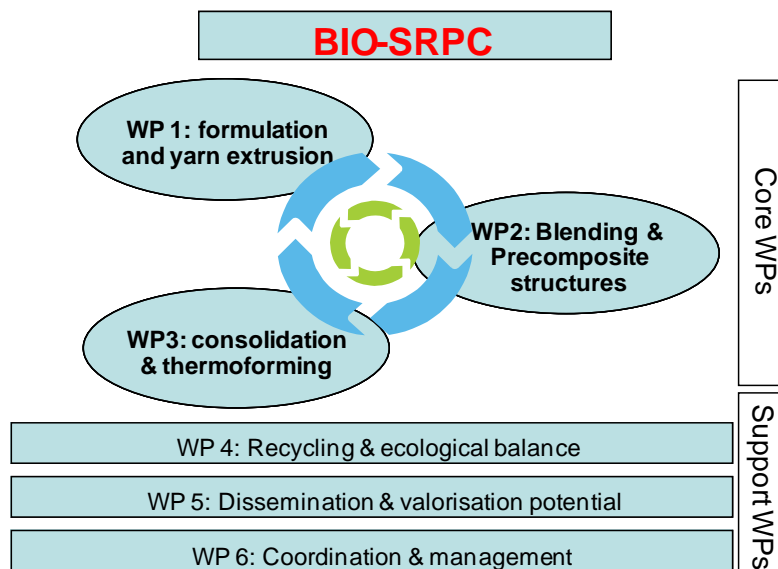 BIO-SRPC
WP 1: formulation
and yarn extrusion
WP2: Blending &
Precomposite
structures
WP3: consolidation
& thermoforming
Core WPs
WP 4: Recycling & ecological balance
WP 5: Dissemination & valorisation potential
WP 6: Coordination & management
Support WPs